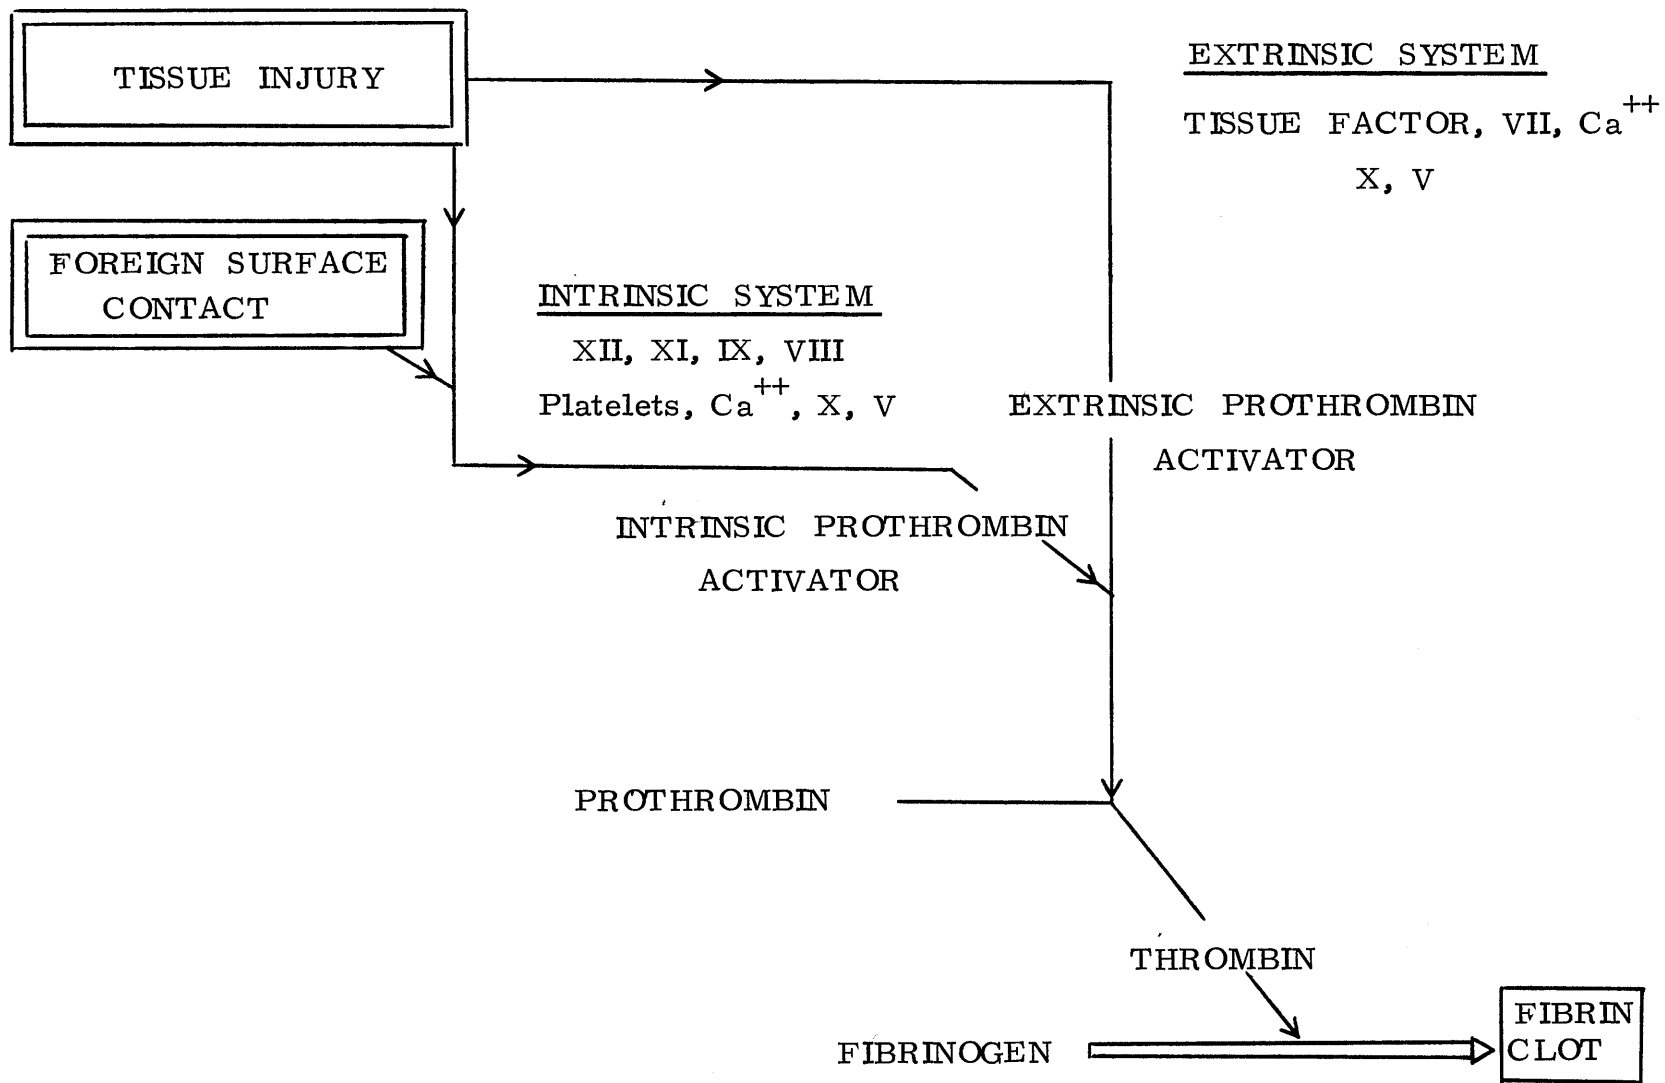 TISSUE INJURY
EXTRINSIC SYSTEM
TISSUE FACTOR, VII, Ca++
X, V
FOREIGN SURFACE
CONTACT
INTRINSIC SYSTEM
XII, XI, IX, VIII
Platelets, Ca++, X, V
EXTRINSIC PROTHROMBIN
ACTIVATOR
INTRINSIC PROTHROMBIN
ACTIVATOR
PROTHROMBIN
THROMBIN
FIBRINOGEN
FIBRIN
CLOT